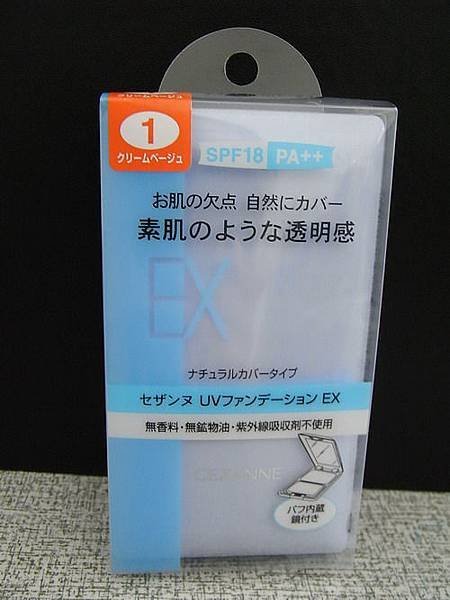 1
クリームベージュ
SPF18 PA++
お肌の欠点 自然にカバー
素肌のような透明感
EX
ナチュラルカバータイプ
セザンヌ UVファンデーション EX
無香料・無鉱物油・紫外線吸収剤不使用
CEZANNE
パフ内蔵
鏡付き